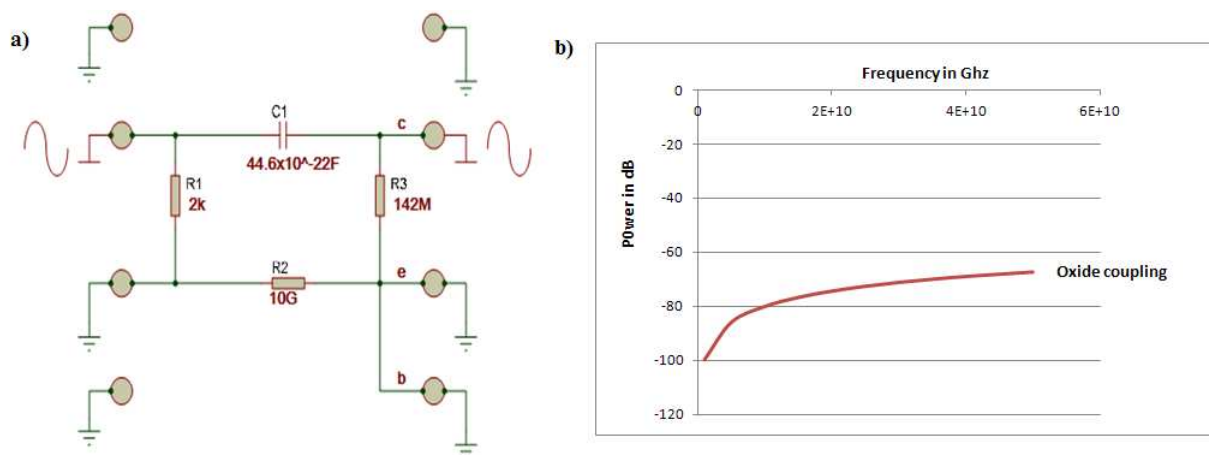 a)
C1
c
44.6x10^-22F
R1
2k
R3
142M
R2
10G
e
b
b)
Frequency in Ghz
0
0
2E+10
4E+10
6E+10
-20
-40
-60
-80
-100
-120
P0wer in dB
Oxide coupling